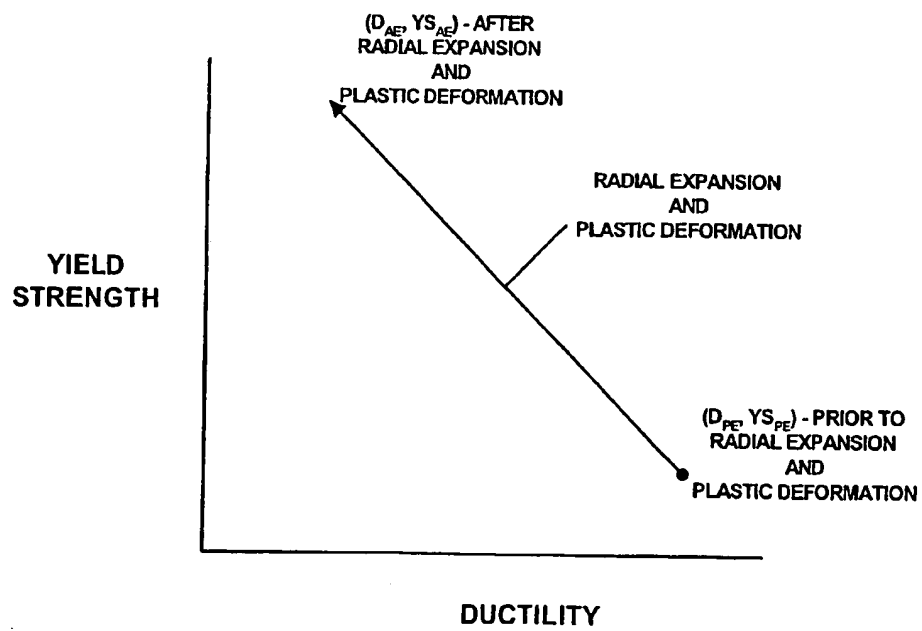 (D_AE, YS_AE) - AFTER
RADIAL EXPANSION
AND
PLASTIC DEFORMATION
RADIAL EXPANSION
AND
PLASTIC DEFORMATION
YIELD
STRENGTH
(D_PE, YS_PE) - PRIOR TO
RADIAL EXPANSION
AND
PLASTIC DEFORMATION
DUCTILITY